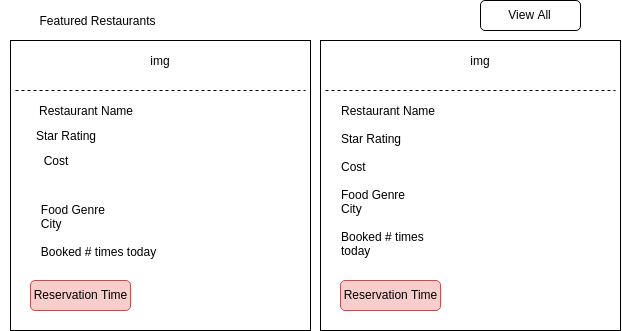 Featured Restaurants
View All
img
Restaurant Name
Star Rating
Cost
Food Genre
City
Booked # times today
Reservation Time
img
Restaurant Name
Star Rating
Cost
Food Genre
City
Booked # times
today
Reservation Time